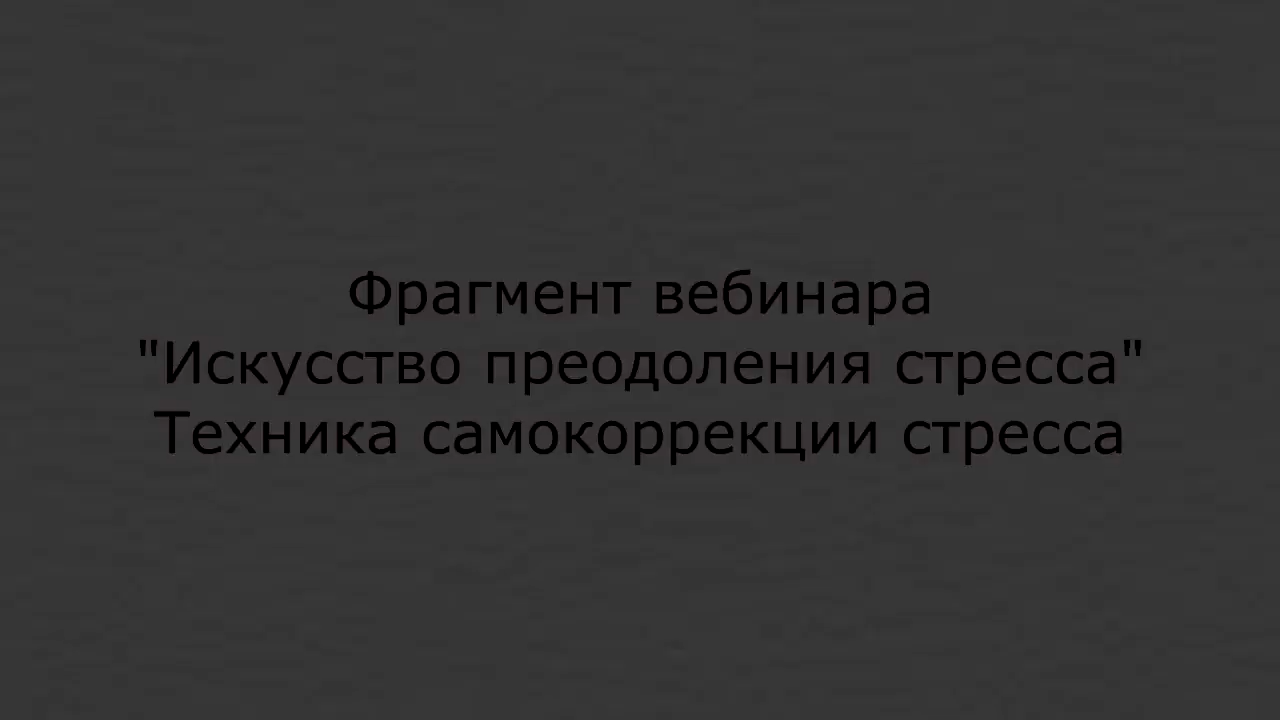 Фрагмент вебинара
"Искусство преодоления стресса"
Техника самокоррекции стресса